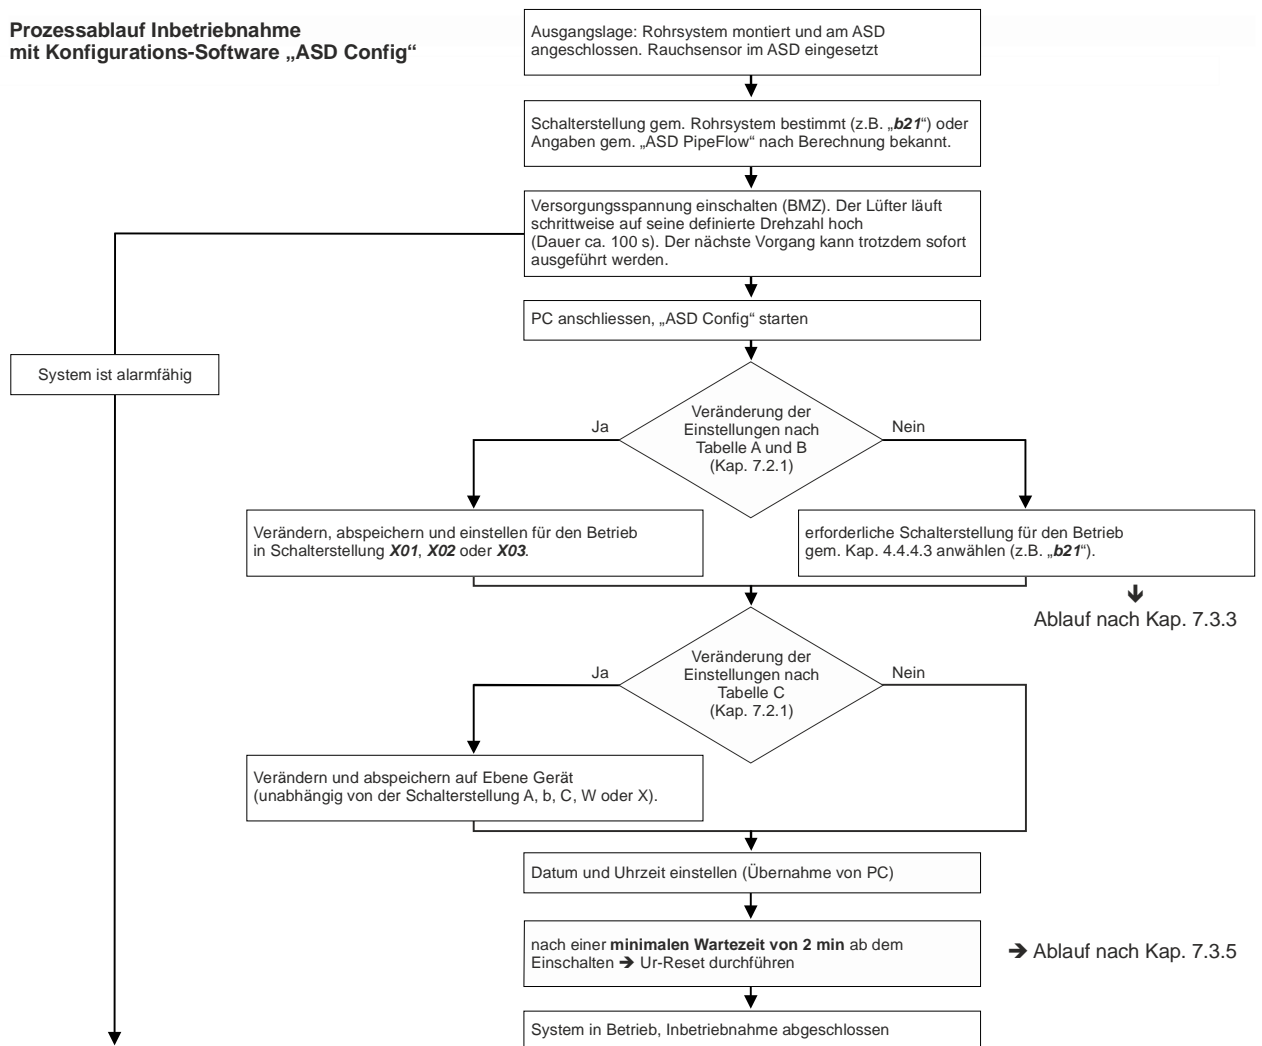 Prozessablauf Inbetriebnahme
mit Konfigurations-Software „ASD Config“
Ausgangslage: Rohrsystem montiert und am ASD
angeschlossen. Rauchsensor im ASD eingesetzt
Schalterstellung gem. Rohrsystem bestimmt (z.B. „b21“) oder
Angaben gem. „ASD PipeFlow“ nach Berechnung bekannt.
Versorgungsspannung einschalten (BMZ). Der Lüfter läuft
schrittweise auf seine definierte Drehzahl hoch
(Dauer ca. 100 s). Der nächste Vorgang kann trotzdem sofort
ausgeführt werden.
PC anschliessen, „ASD Config“ starten
System ist alarmfähig
Veränderung der
Einstellungen nach
Tabelle A und B
(Kap. 7.2.1)
Ja
Nein
Verändern, abspeichern und einstellen für den Betrieb
in Schalterstellung X01, X02 oder X03.
erforderliche Schalterstellung für den Betrieb
gem. Kap. 4.4.4.3 anwählen (z.B. „b21“).
🡻
Ablauf nach Kap. 7.3.3
Veränderung der
Einstellungen nach
Tabelle C
(Kap. 7.2.1)
Ja
Nein
Verändern und abspeichern auf Ebene Gerät
(unabhängig von der Schalterstellung A, b, C, W oder X).
Datum und Uhrzeit einstellen (Übernahme von PC)
nach einer minimalen Wartezeit von 2 min ab dem
Einschalten ➔ Ur-Reset durchführen
➔ Ablauf nach Kap. 7.3.5
System in Betrieb, Inbetriebnahme abgeschlossen